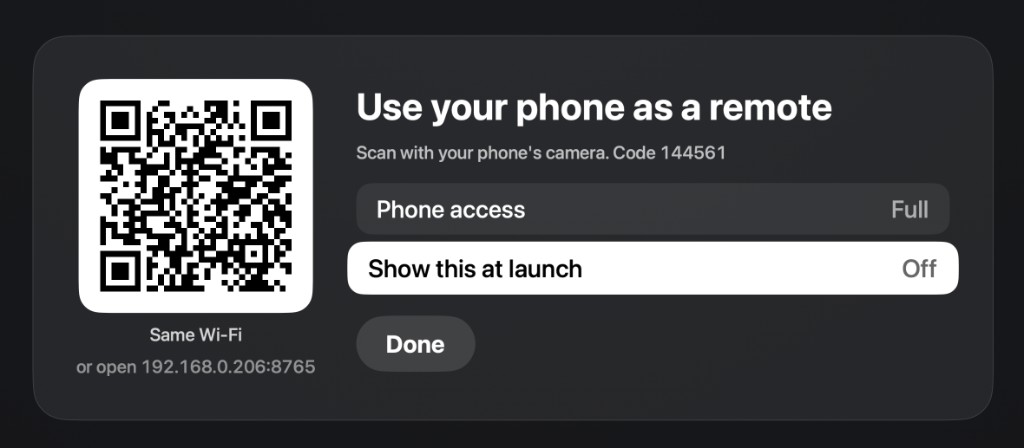 Use your phone as a remote
Scan with your phone's camera. Code 144561
Phone access Full
Show this at launch Off
Done
Same Wi-Fi
or open 192.168.0.206:8765